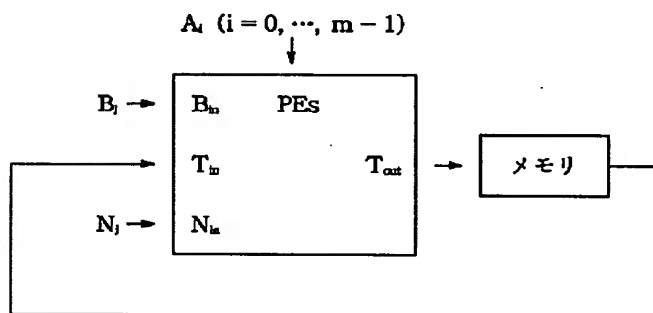 A_i (i = 0, …, m − 1)
B_j → B_in PEs
T_in T_out → メモリ
N_j → N_in